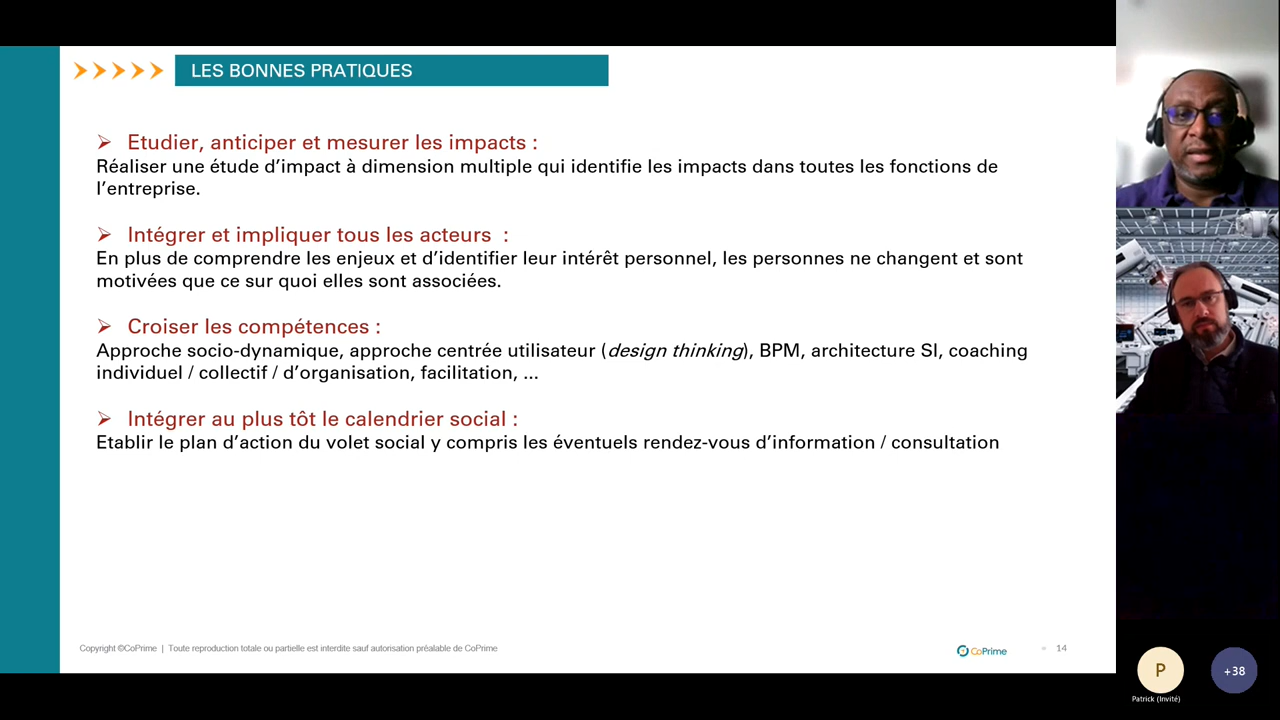 LES BONNES PRATIQUES
Etudier, anticiper et mesurer les impacts :
Réaliser une étude d'impact à dimension multiple qui identifie les impacts dans toutes les fonctions de
l'entreprise.
Intégrer et impliquer tous les acteurs :
En plus de comprendre les enjeux et d'identifier leur intérêt personnel, les personnes ne changent et sont
motivées que ce sur quoi elles sont associées.
Croiser les compétences :
Approche socio-dynamique, approche centrée utilisateur (design thinking), BPM, architecture SI, coaching
individuel / collectif / d'organisation, facilitation, ...
Intégrer au plus tôt le calendrier social :
Etablir le plan d'action du volet social y compris les éventuels rendez-vous d'information / consultation
Copyright ©CoPrime | Toute reproduction totale ou partielle est interdite sauf autorisation préalable de CoPrime
CoPrime
14
P
+38
Patrick (Invité)